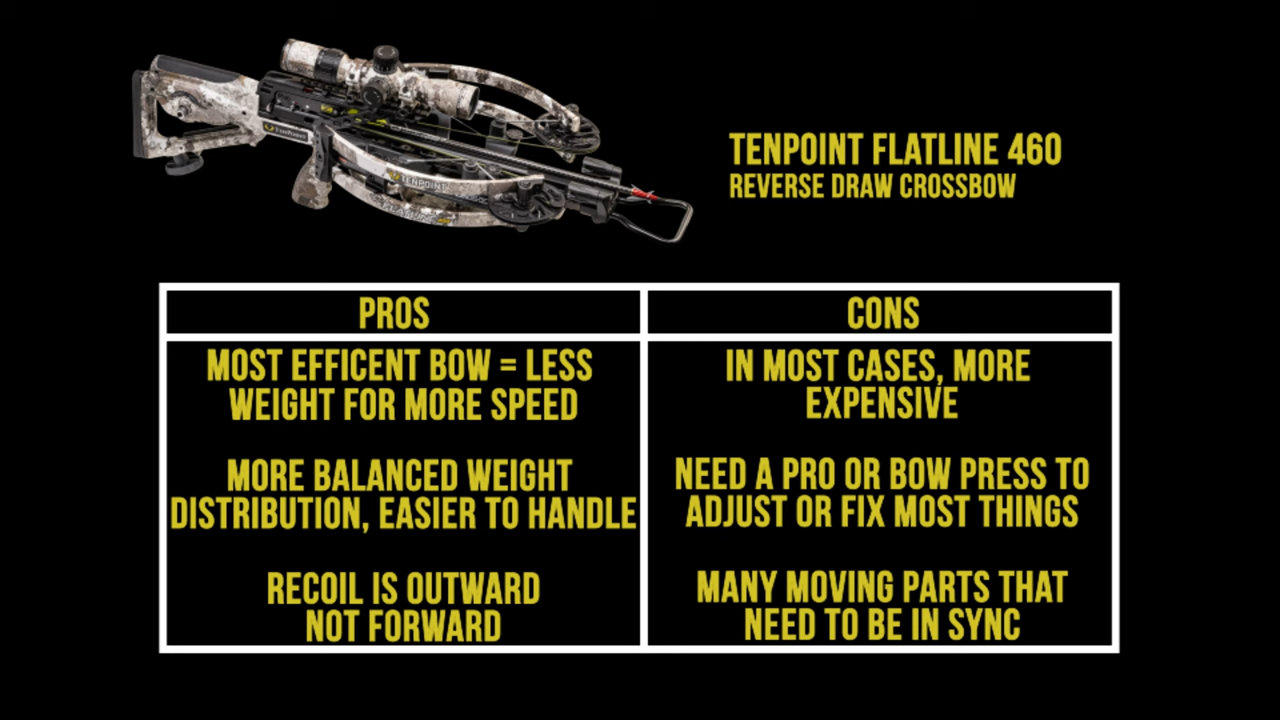 TENPOINT
TENPOINT FLATLINE 460
REVERSE DRAW CROSSBOW
PROS
CONS
MOST EFFICENT BOW = LESS
WEIGHT FOR MORE SPEED
MORE BALANCED WEIGHT
DISTRIBUTION, EASIER TO HANDLE
RECOIL IS OUTWARD
NOT FORWARD
IN MOST CASES, MORE
EXPENSIVE
NEED A PRO OR BOW PRESS TO
ADJUST OR FIX MOST THINGS
MANY MOVING PARTS THAT
NEED TO BE IN SYNC